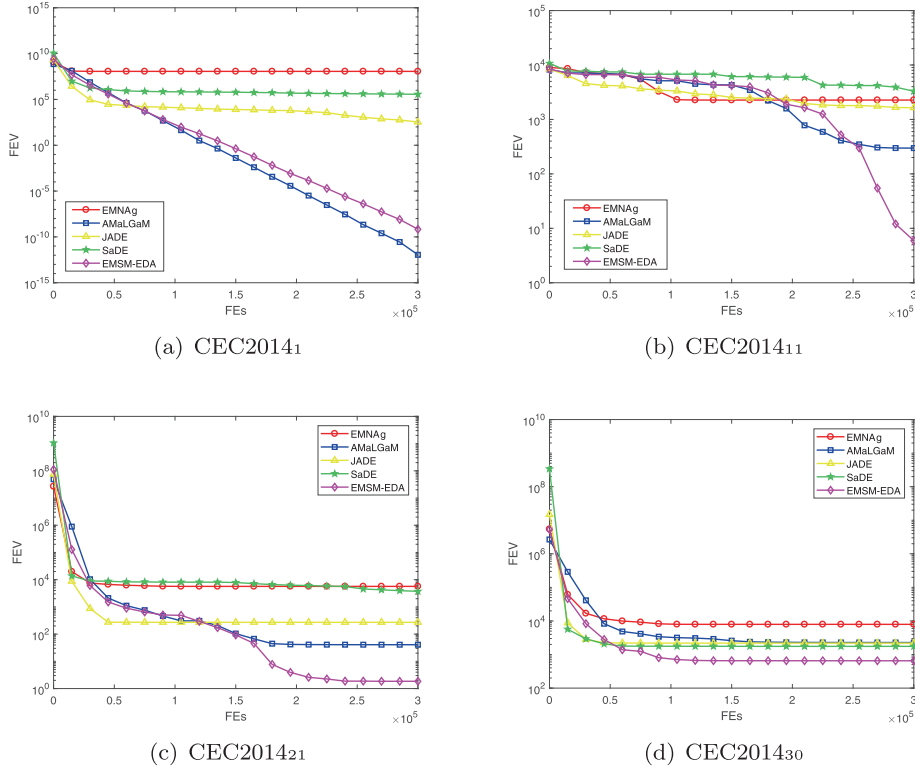 10^10
10^5
10^0
10^-5
10^-10
10^-15
FEV
EMNAg
AMaLGaM
JADE
SaDE
EMSM-EDA
0 0.5 1 1.5 2 2.5 3
FEs
×10^5
(a) CEC2014₁
10^5
10^4
10^3
10^2
10^1
10^0
FEV
EMNAg
AMaLGaM
JADE
SaDE
EMSM-EDA
0 0.5 1 1.5 2 2.5 3
FEs
×10^5
(b) CEC2014₁₁
10^10
10^8
10^6
10^4
10^2
10^0
FEV
EMNAg
AMaLGaM
JADE
SaDE
EMSM-EDA
0 0.5 1 1.5 2 2.5 3
FEs
×10^5
(c) CEC2014₂₁
10^10
10^8
10^6
10^4
10^2
FEV
EMNAg
AMaLGaM
JADE
SaDE
EMSM-EDA
0 0.5 1 1.5 2 2.5 3
FEs
×10^5
(d) CEC2014₃₀